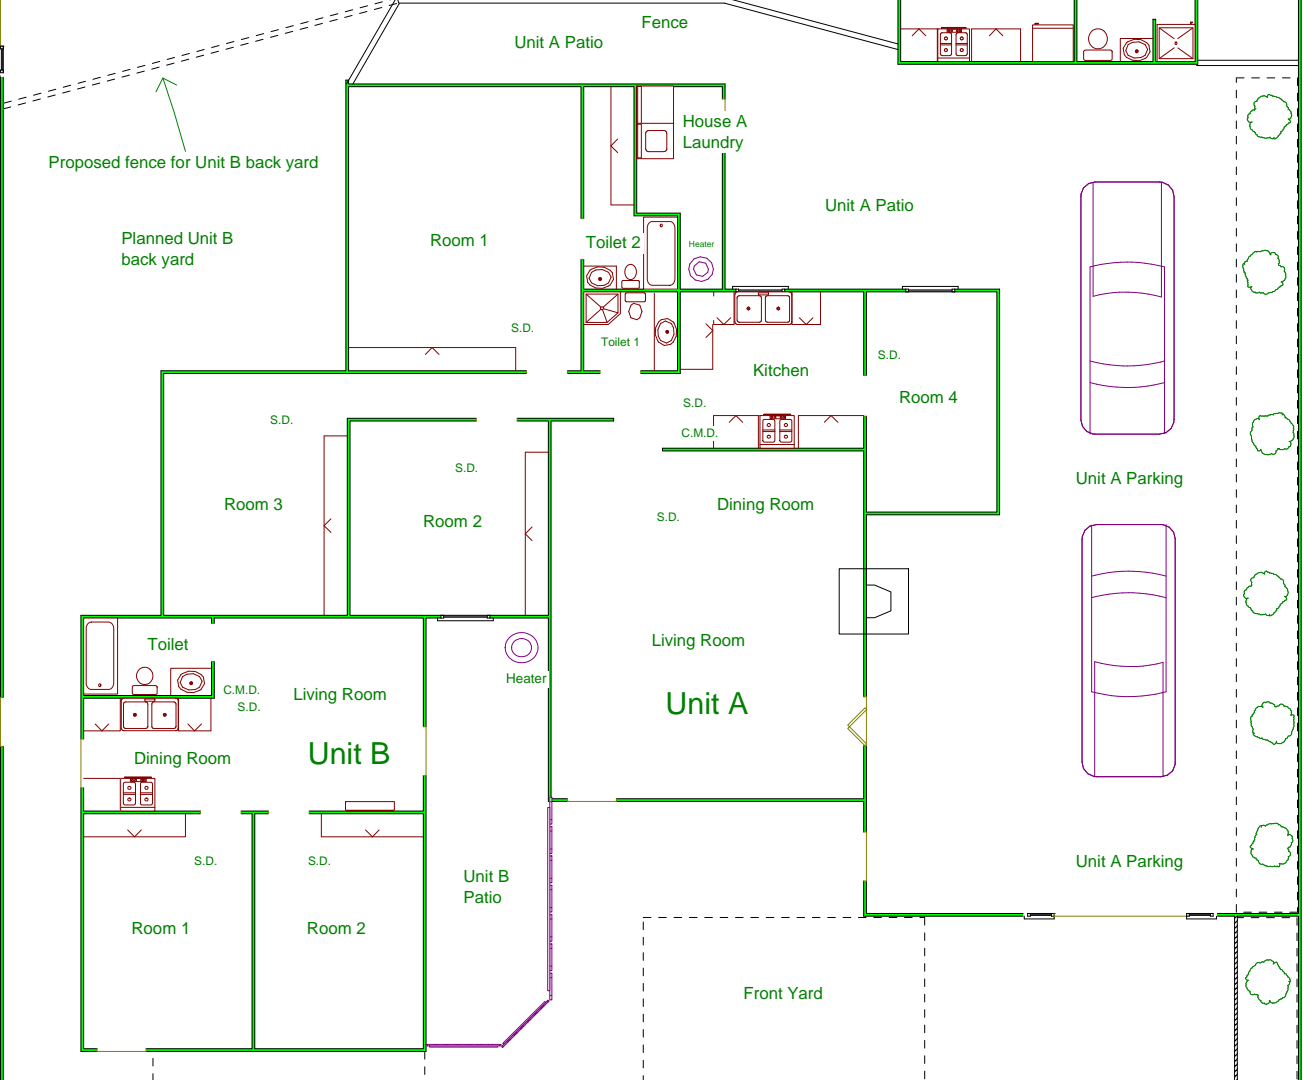 Fence
Unit A Patio
House A
Laundry
Proposed fence for Unit B back yard
Unit A Patio
Planned Unit B
back yard
Room 1
Toilet 2
Heater
S.D.
Toilet 1
Kitchen
S.D.
Room 4
S.D.
S.D.
C.M.D.
S.D.
Unit A Parking
Room 3
Room 2
S.D.
Dining Room
Toilet
Living Room
Heater
C.M.D.
S.D.
Living Room
Unit A
Dining Room
Unit B
S.D.
S.D.
Unit A Parking
Unit B
Patio
Room 1
Room 2
Front Yard